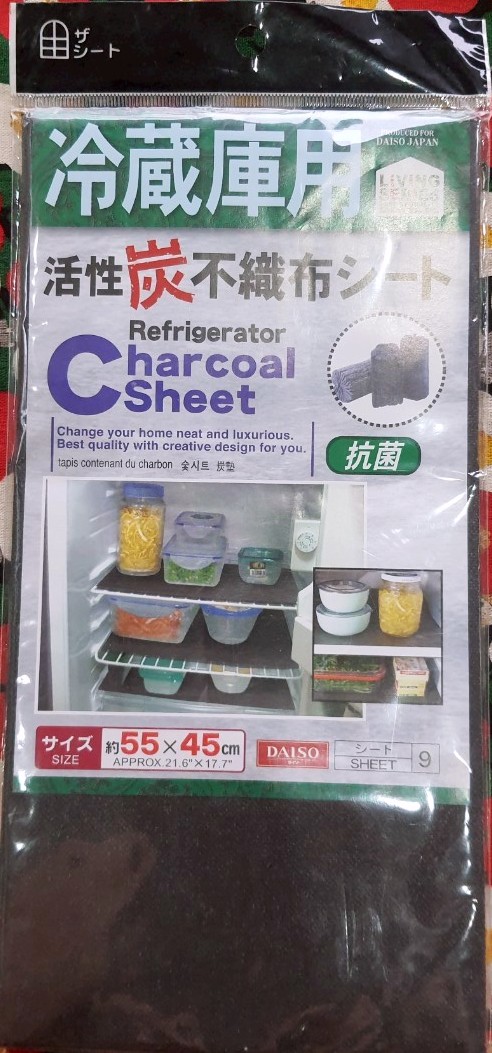 ザ
シート
冷蔵庫用
PRODUCED FOR
DAISO JAPAN
LIVING
SERIES
活性炭不織布シート
Refrigerator
Charcoal
Sheet
Change your home neat and luxurious.
Best quality with creative design for you.
tapis contenant du charbon 숯시트 炭墊
抗菌
サイズ
SIZE
約55×45cm
APPROX.21.6"×17.7"
DAISO
シート
SHEET
9